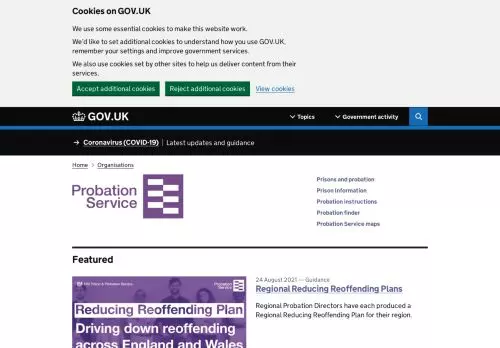 Cookies on GOV.UK
We use some essential cookies to make this website work.
We'd like to set additional cookies to understand how you use GOV.UK,
remember your settings and improve government services.
We also use cookies set by other sites to help us deliver content from their
services.
Accept additional cookies Reject additional cookies View cookies
GOV.UK Topics Government activity
→ Coronavirus (COVID-19) Latest updates and guidance
Home > Organisations
Probation
Service
Prisons and probation
Prison Information
Probation instructions
Probation finder
Probation Service maps
Featured
HM Prison & Probation Service
Probation
Service
Reducing Reoffending Plan
Driving down reoffending
across England and Wales
24 August 2021 — Guidance
Regional Reducing Reoffending Plans
Regional Probation Directors have each produced a
Regional Reducing Reoffending Plan for their region.